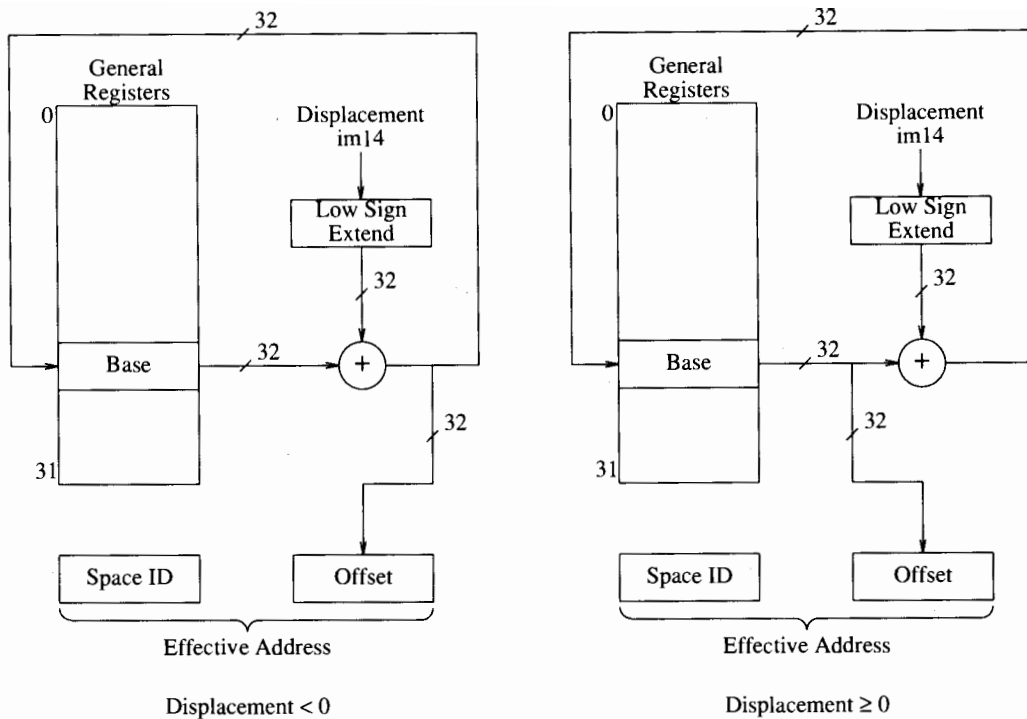 32
General
Registers
0
Displacement
im14
Low Sign
Extend
32
Base
32
+
32
31
Space ID
Offset
Effective Address
Displacement < 0
32
General
Registers
0
Displacement
im14
Low Sign
Extend
32
Base
32
+
32
31
Space ID
Offset
Effective Address
Displacement ≥ 0